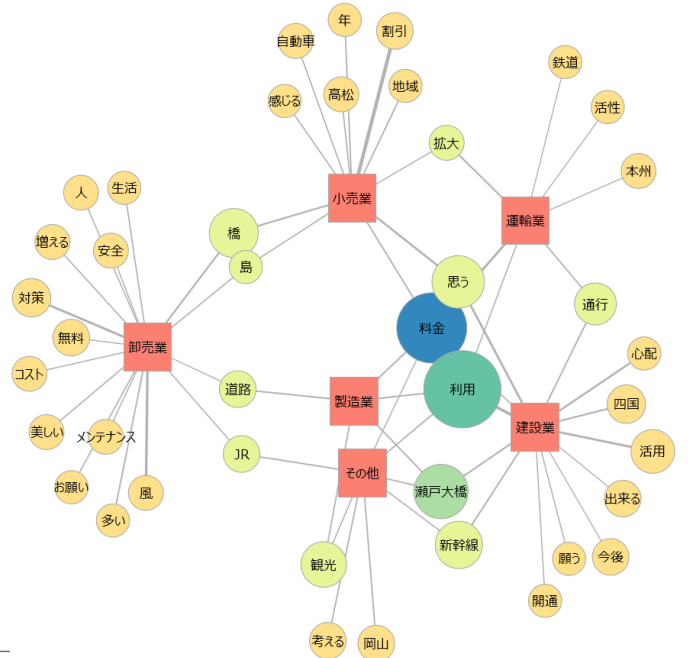 年
割引
自動車
鉄道
感じる
高松
地域
活性
拡大
本州
人
生活
小売業
運輸業
橋
増える
安全
島
思う
対策
通行
料金
無料
卸売業
心配
コスト
道路
利用
製造業
四国
美しい
メンテナンス
建設業
JR
活用
その他
お願い
風
瀬戸大橋
出来る
多い
新幹線
観光
願う
今後
開通
考える
岡山